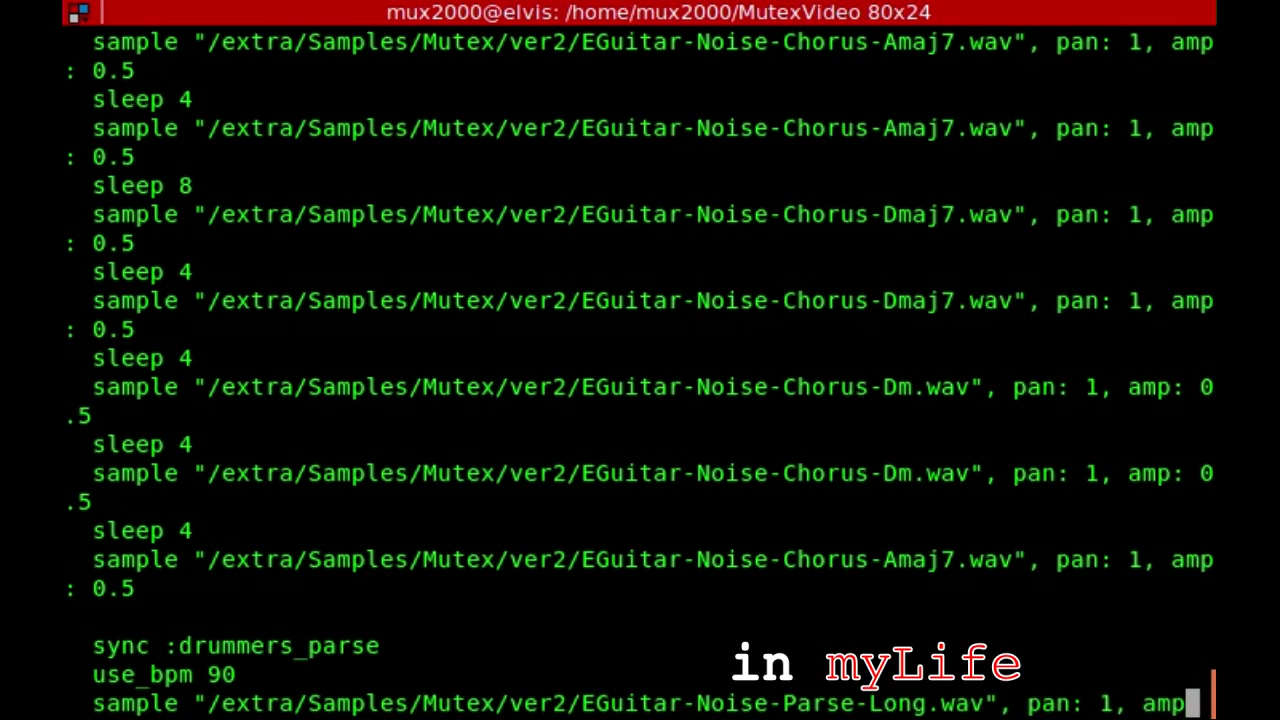 mux2000@elvis: /home/mux2000/MutexVideo 80x24
sample "/extra/Samples/Mutex/ver2/EGuitar-Noise-Chorus-Amaj7.wav", pan: 1, amp
: 0.5
sleep 4
sample "/extra/Samples/Mutex/ver2/EGuitar-Noise-Chorus-Amaj7.wav", pan: 1, amp
: 0.5
sleep 8
sample "/extra/Samples/Mutex/ver2/EGuitar-Noise-Chorus-Dmaj7.wav", pan: 1, amp
: 0.5
sleep 4
sample "/extra/Samples/Mutex/ver2/EGuitar-Noise-Chorus-Dmaj7.wav", pan: 1, amp
: 0.5
sleep 4
sample "/extra/Samples/Mutex/ver2/EGuitar-Noise-Chorus-Dm.wav", pan: 1, amp: 0
.5
sleep 4
sample "/extra/Samples/Mutex/ver2/EGuitar-Noise-Chorus-Dm.wav", pan: 1, amp: 0
.5
sleep 4
sample "/extra/Samples/Mutex/ver2/EGuitar-Noise-Chorus-Amaj7.wav", pan: 1, amp
: 0.5
sync :drummers_parse
use_bpm 90
in myLife
sample "/extra/Samples/Mutex/ver2/EGuitar-Noise-Parse-Long.wav", pan: 1, amp